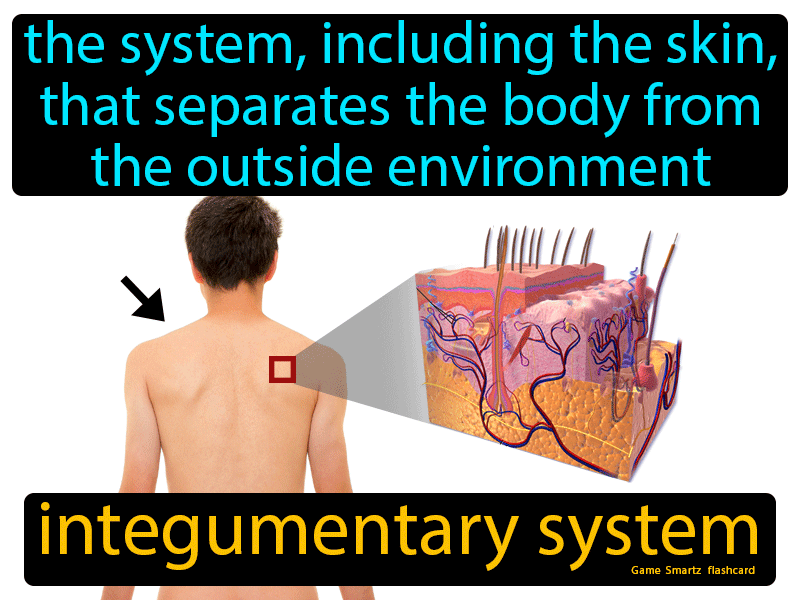 the system, including the skin,
that separates the body from
the outside environment
integumentary system
Game Smartz flashcard